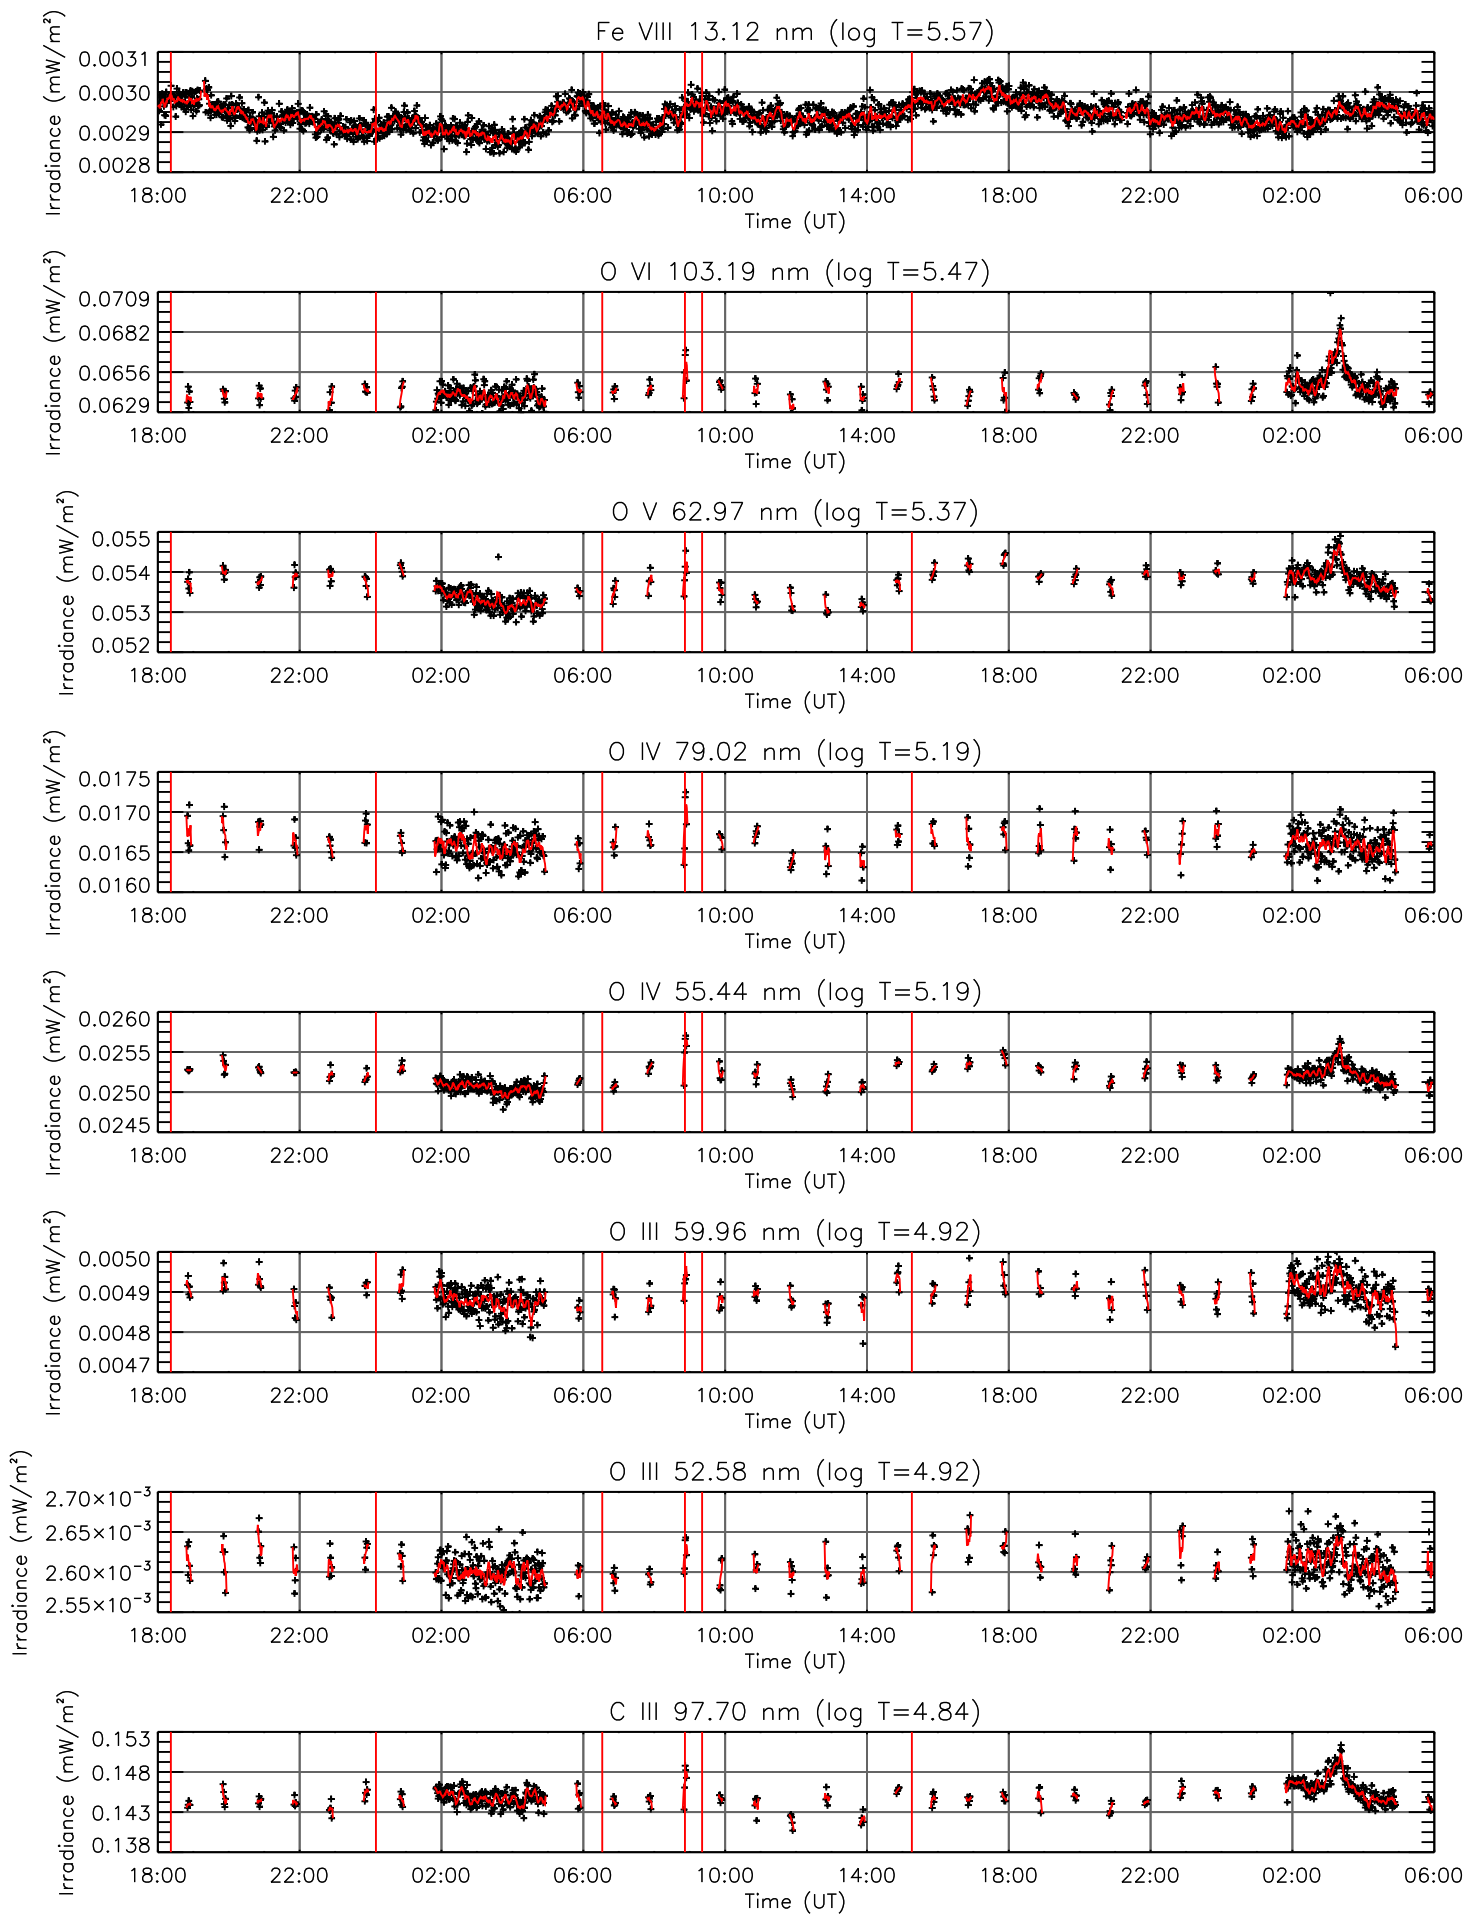 Fe VIII 13.12 nm (log T=5.57)
Irradiance (mW/m²)
0.0031
0.0030
0.0029
0.0028
18:00 22:00 02:00 06:00 10:00 14:00 18:00 22:00 02:00 06:00
Time (UT)
O VI 103.19 nm (log T=5.47)
Irradiance (mW/m²)
0.0709
0.0682
0.0656
0.0629
18:00 22:00 02:00 06:00 10:00 14:00 18:00 22:00 02:00 06:00
Time (UT)
O V 62.97 nm (log T=5.37)
Irradiance (mW/m²)
0.055
0.054
0.053
0.052
18:00 22:00 02:00 06:00 10:00 14:00 18:00 22:00 02:00 06:00
Time (UT)
O IV 79.02 nm (log T=5.19)
Irradiance (mW/m²)
0.0175
0.0170
0.0165
0.0160
18:00 22:00 02:00 06:00 10:00 14:00 18:00 22:00 02:00 06:00
Time (UT)
O IV 55.44 nm (log T=5.19)
Irradiance (mW/m²)
0.0260
0.0255
0.0250
0.0245
18:00 22:00 02:00 06:00 10:00 14:00 18:00 22:00 02:00 06:00
Time (UT)
O III 59.96 nm (log T=4.92)
Irradiance (mW/m²)
0.0050
0.0049
0.0048
0.0047
18:00 22:00 02:00 06:00 10:00 14:00 18:00 22:00 02:00 06:00
Time (UT)
O III 52.58 nm (log T=4.92)
Irradiance (mW/m²)
2.70×10⁻³
2.65×10⁻³
2.60×10⁻³
2.55×10⁻³
18:00 22:00 02:00 06:00 10:00 14:00 18:00 22:00 02:00 06:00
Time (UT)
C III 97.70 nm (log T=4.84)
Irradiance (mW/m²)
0.153
0.148
0.143
0.138
18:00 22:00 02:00 06:00 10:00 14:00 18:00 22:00 02:00 06:00
Time (UT)